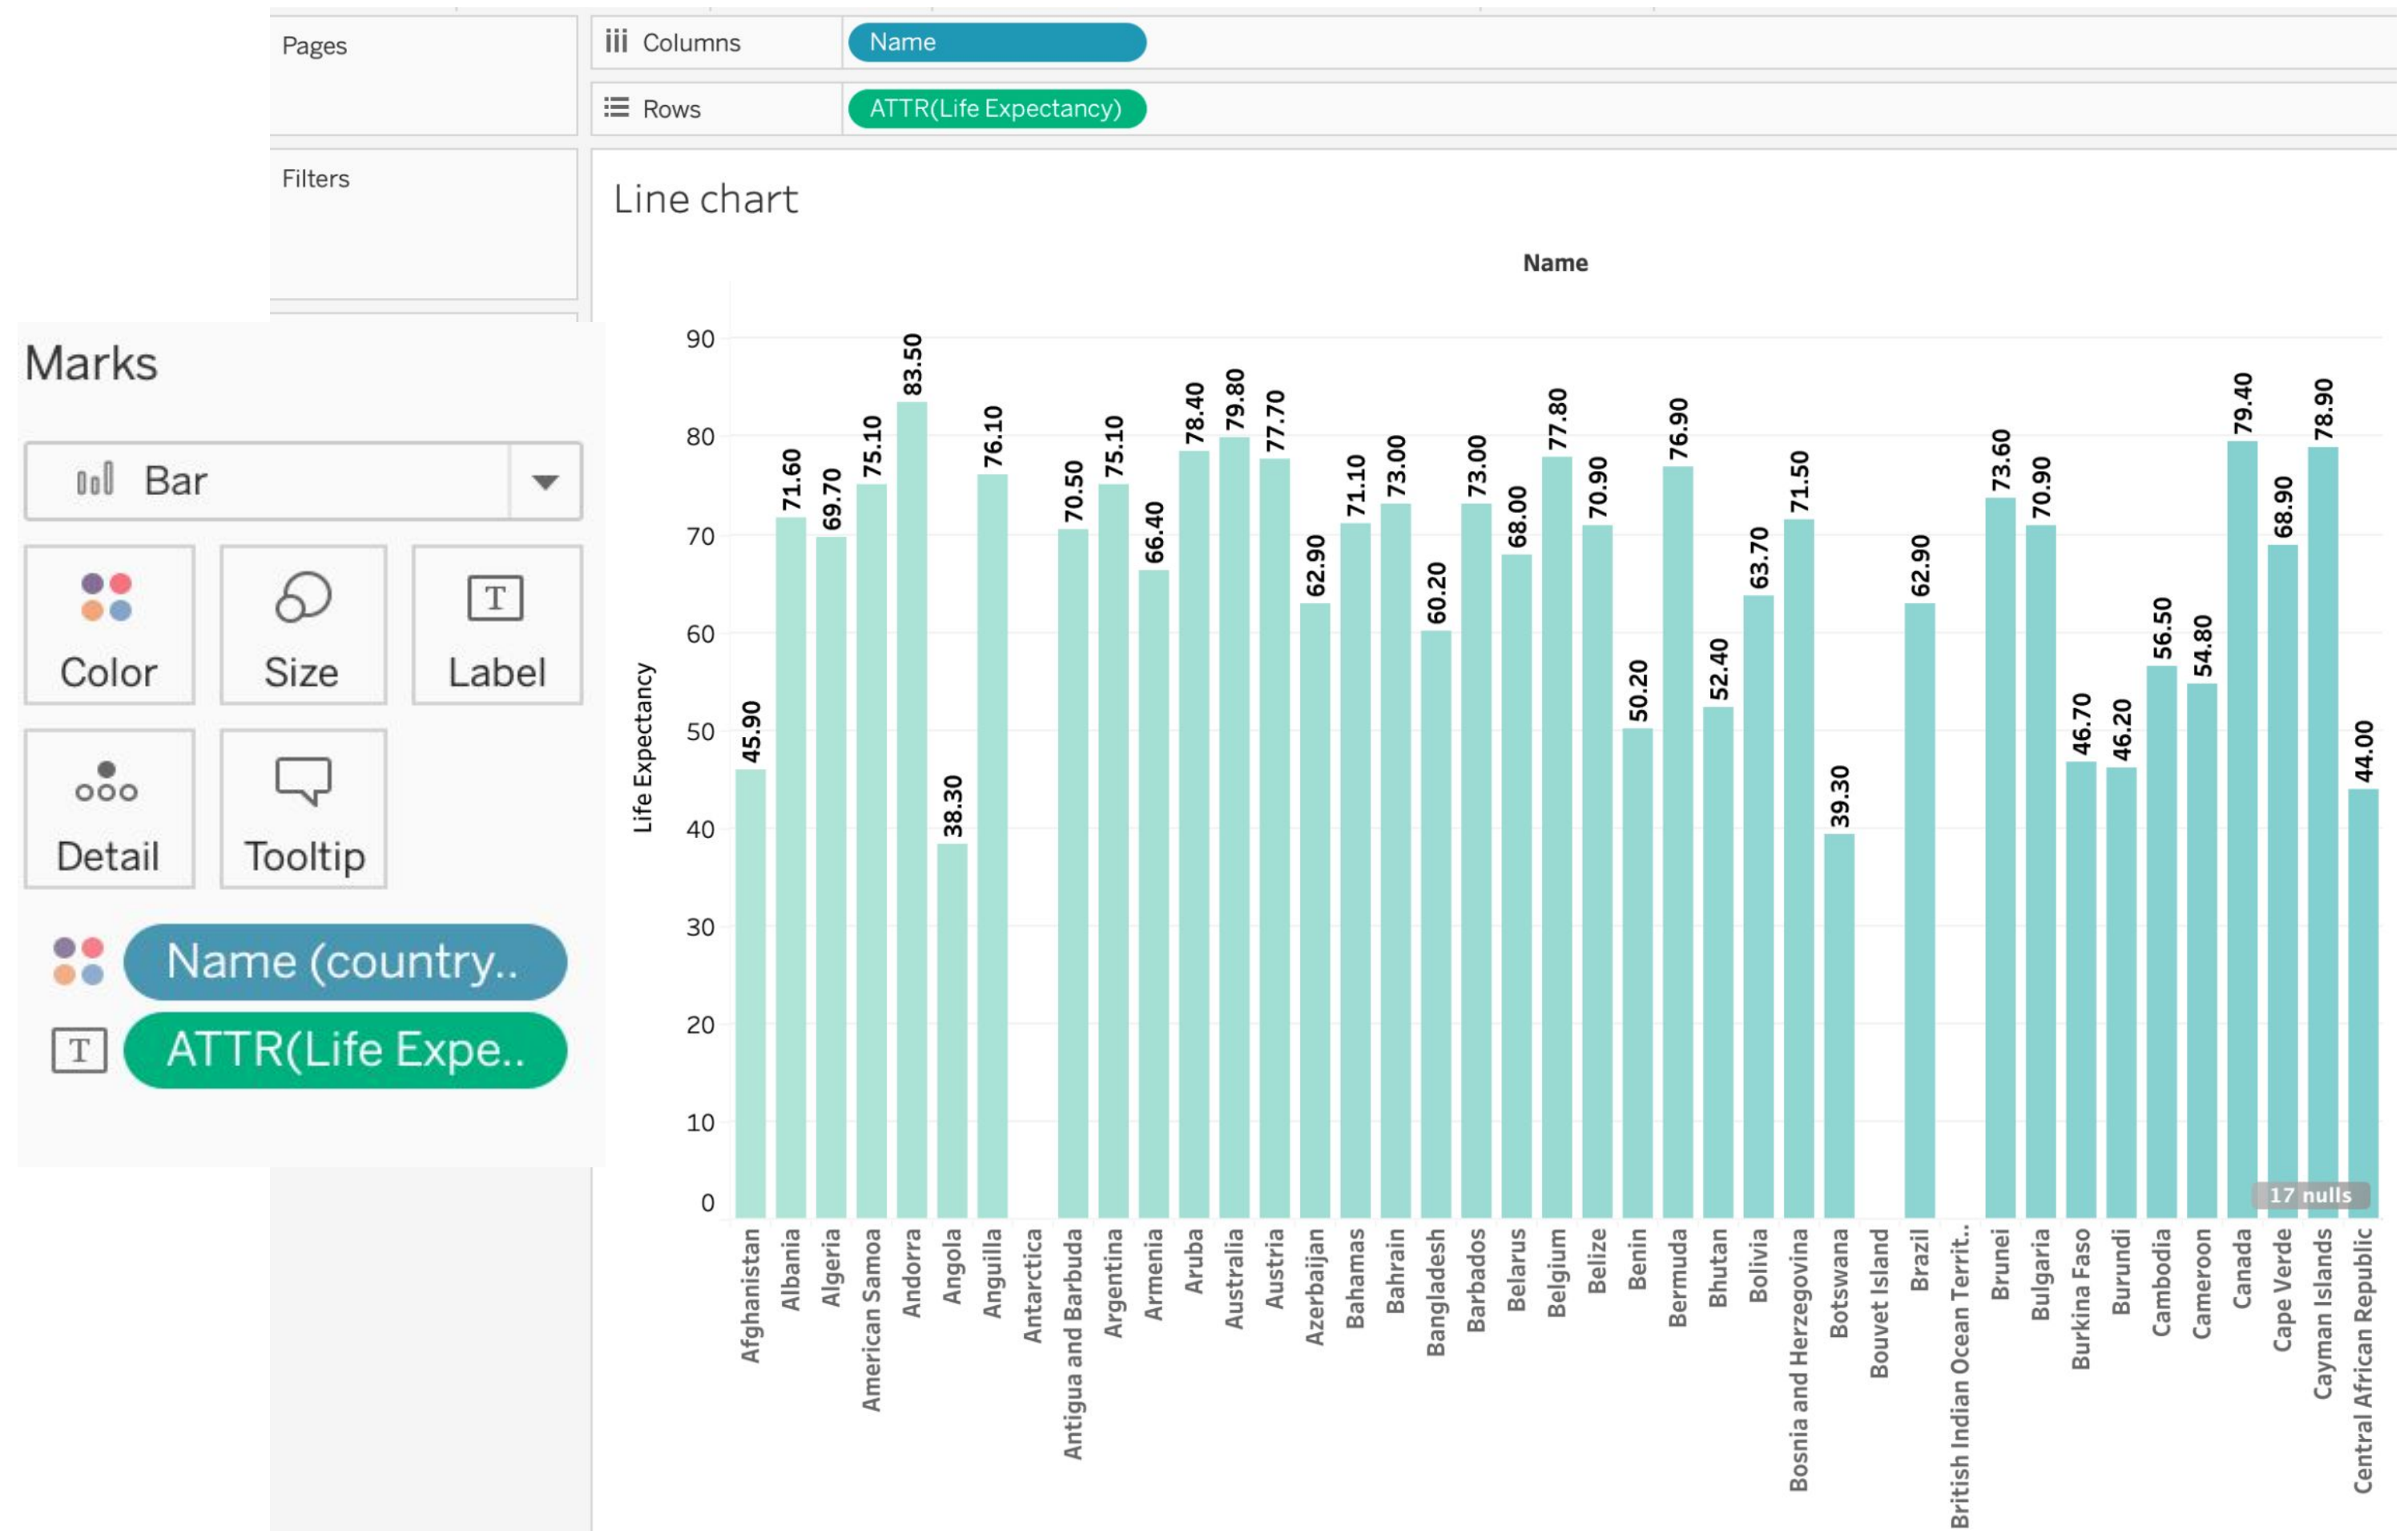 Pages
Columns
Name
Rows
ATTR(Life Expectancy)
Filters
Line chart
Marks
Bar
Color
Size
Label
Detail
Tooltip
Name (country..
T
ATTR(Life Expe..
Name
Life Expectancy
90
80
70
60
50
40
30
20
10
0
45.90
71.60
69.70
75.10
83.50
38.30
76.10
70.50
75.10
66.40
78.40
79.80
77.70
62.90
71.10
73.00
60.20
73.00
68.00
77.80
70.90
50.20
76.90
52.40
63.70
71.50
39.30
62.90
73.60
70.90
46.70
46.20
56.50
54.80
79.40
68.90
78.90
44.00
17 nulls
Afghanistan
Albania
Algeria
American Samoa
Andorra
Angola
Anguilla
Antarctica
Antigua and Barbuda
Argentina
Armenia
Aruba
Australia
Austria
Azerbaijan
Bahamas
Bahrain
Bangladesh
Barbados
Belarus
Belgium
Belize
Benin
Bermuda
Bhutan
Bolivia
Bosnia and Herzegovina
Botswana
Bouvet Island
Brazil
British Indian Ocean Territ..
Brunei
Bulgaria
Burkina Faso
Burundi
Cambodia
Cameroon
Canada
Cape Verde
Cayman Islands
Central African Republic